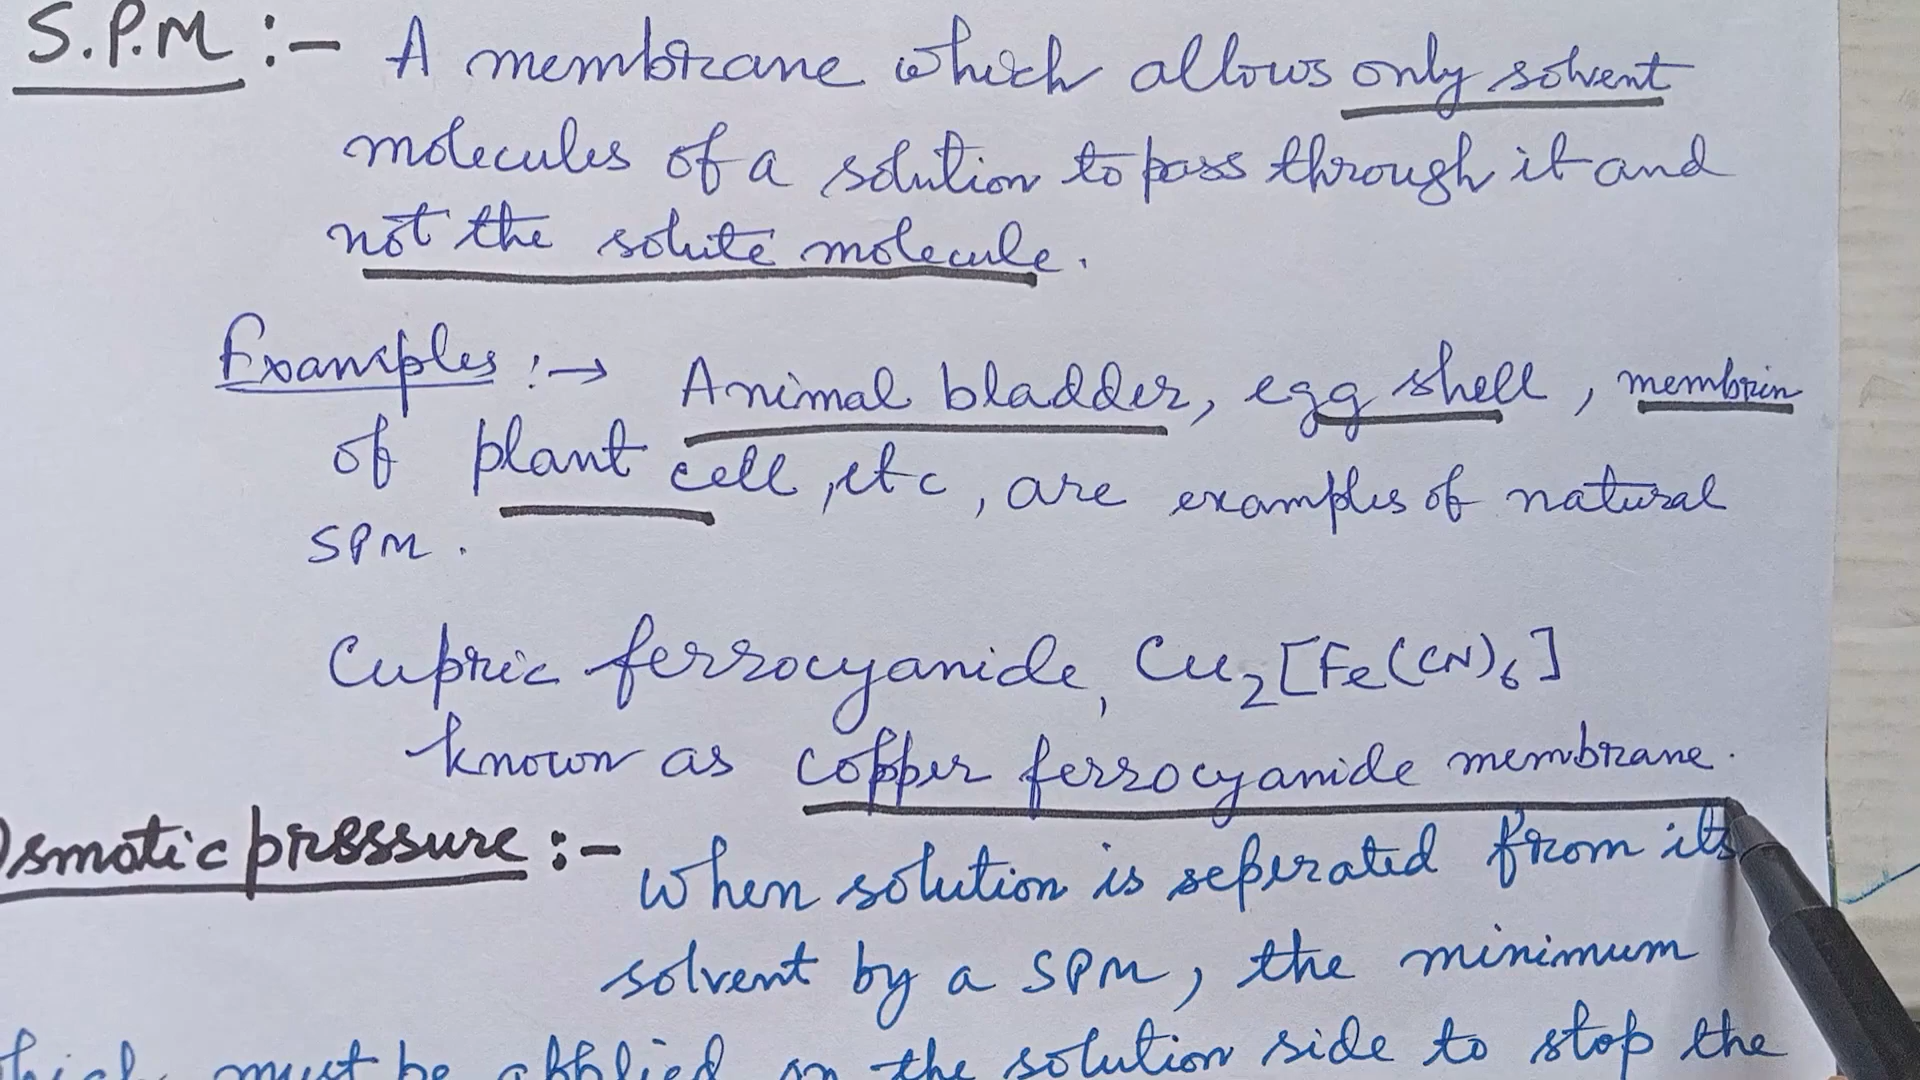 S.P.M :- A membrane which allows only solvent
molecules of a solution to pass through it and
not the solute molecule.
Examples :→ Animal bladder, egg shell, membrin
of plant cell, etc, are examples of natural
SPM.
Cupric ferrocyanide, Cu₂[Fe(CN)₆]
known as copper ferrocyanide membrane.
Osmotic pressure :- When solution is seperated from its
solvent by a SPM, the minimum
which must be applied on the solution side to stop the